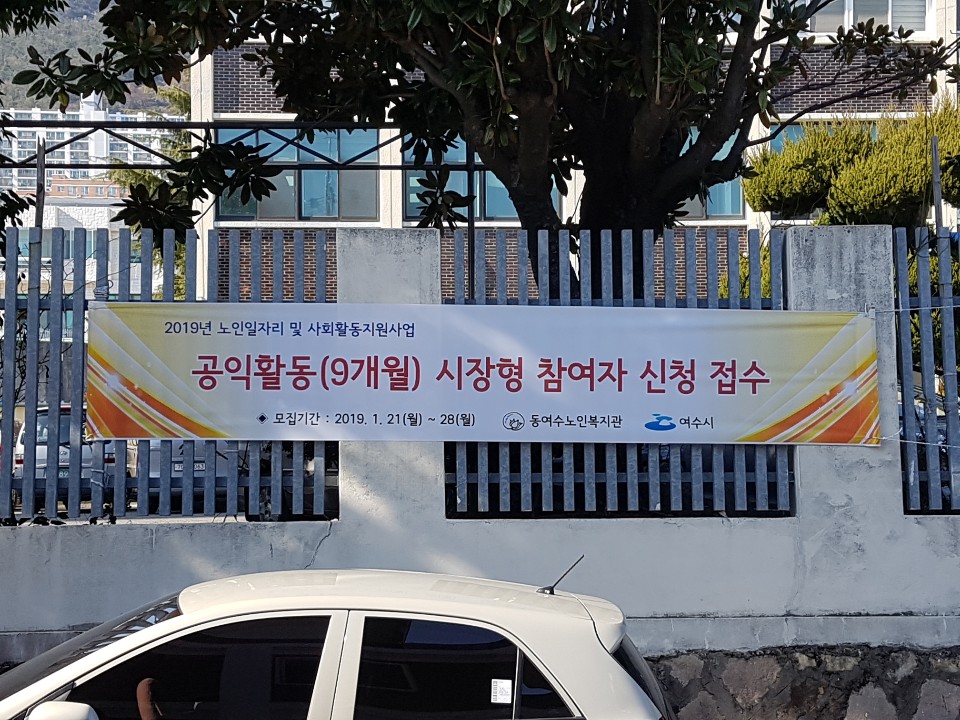 2019년 노인일자리 및 사회활동지원사업
공익활동(9개월) 시장형 참여자 신청 접수
◈ 모집기간 : 2019. 1. 21(월) ~ 28(월) 동여수노인복지관 여수시